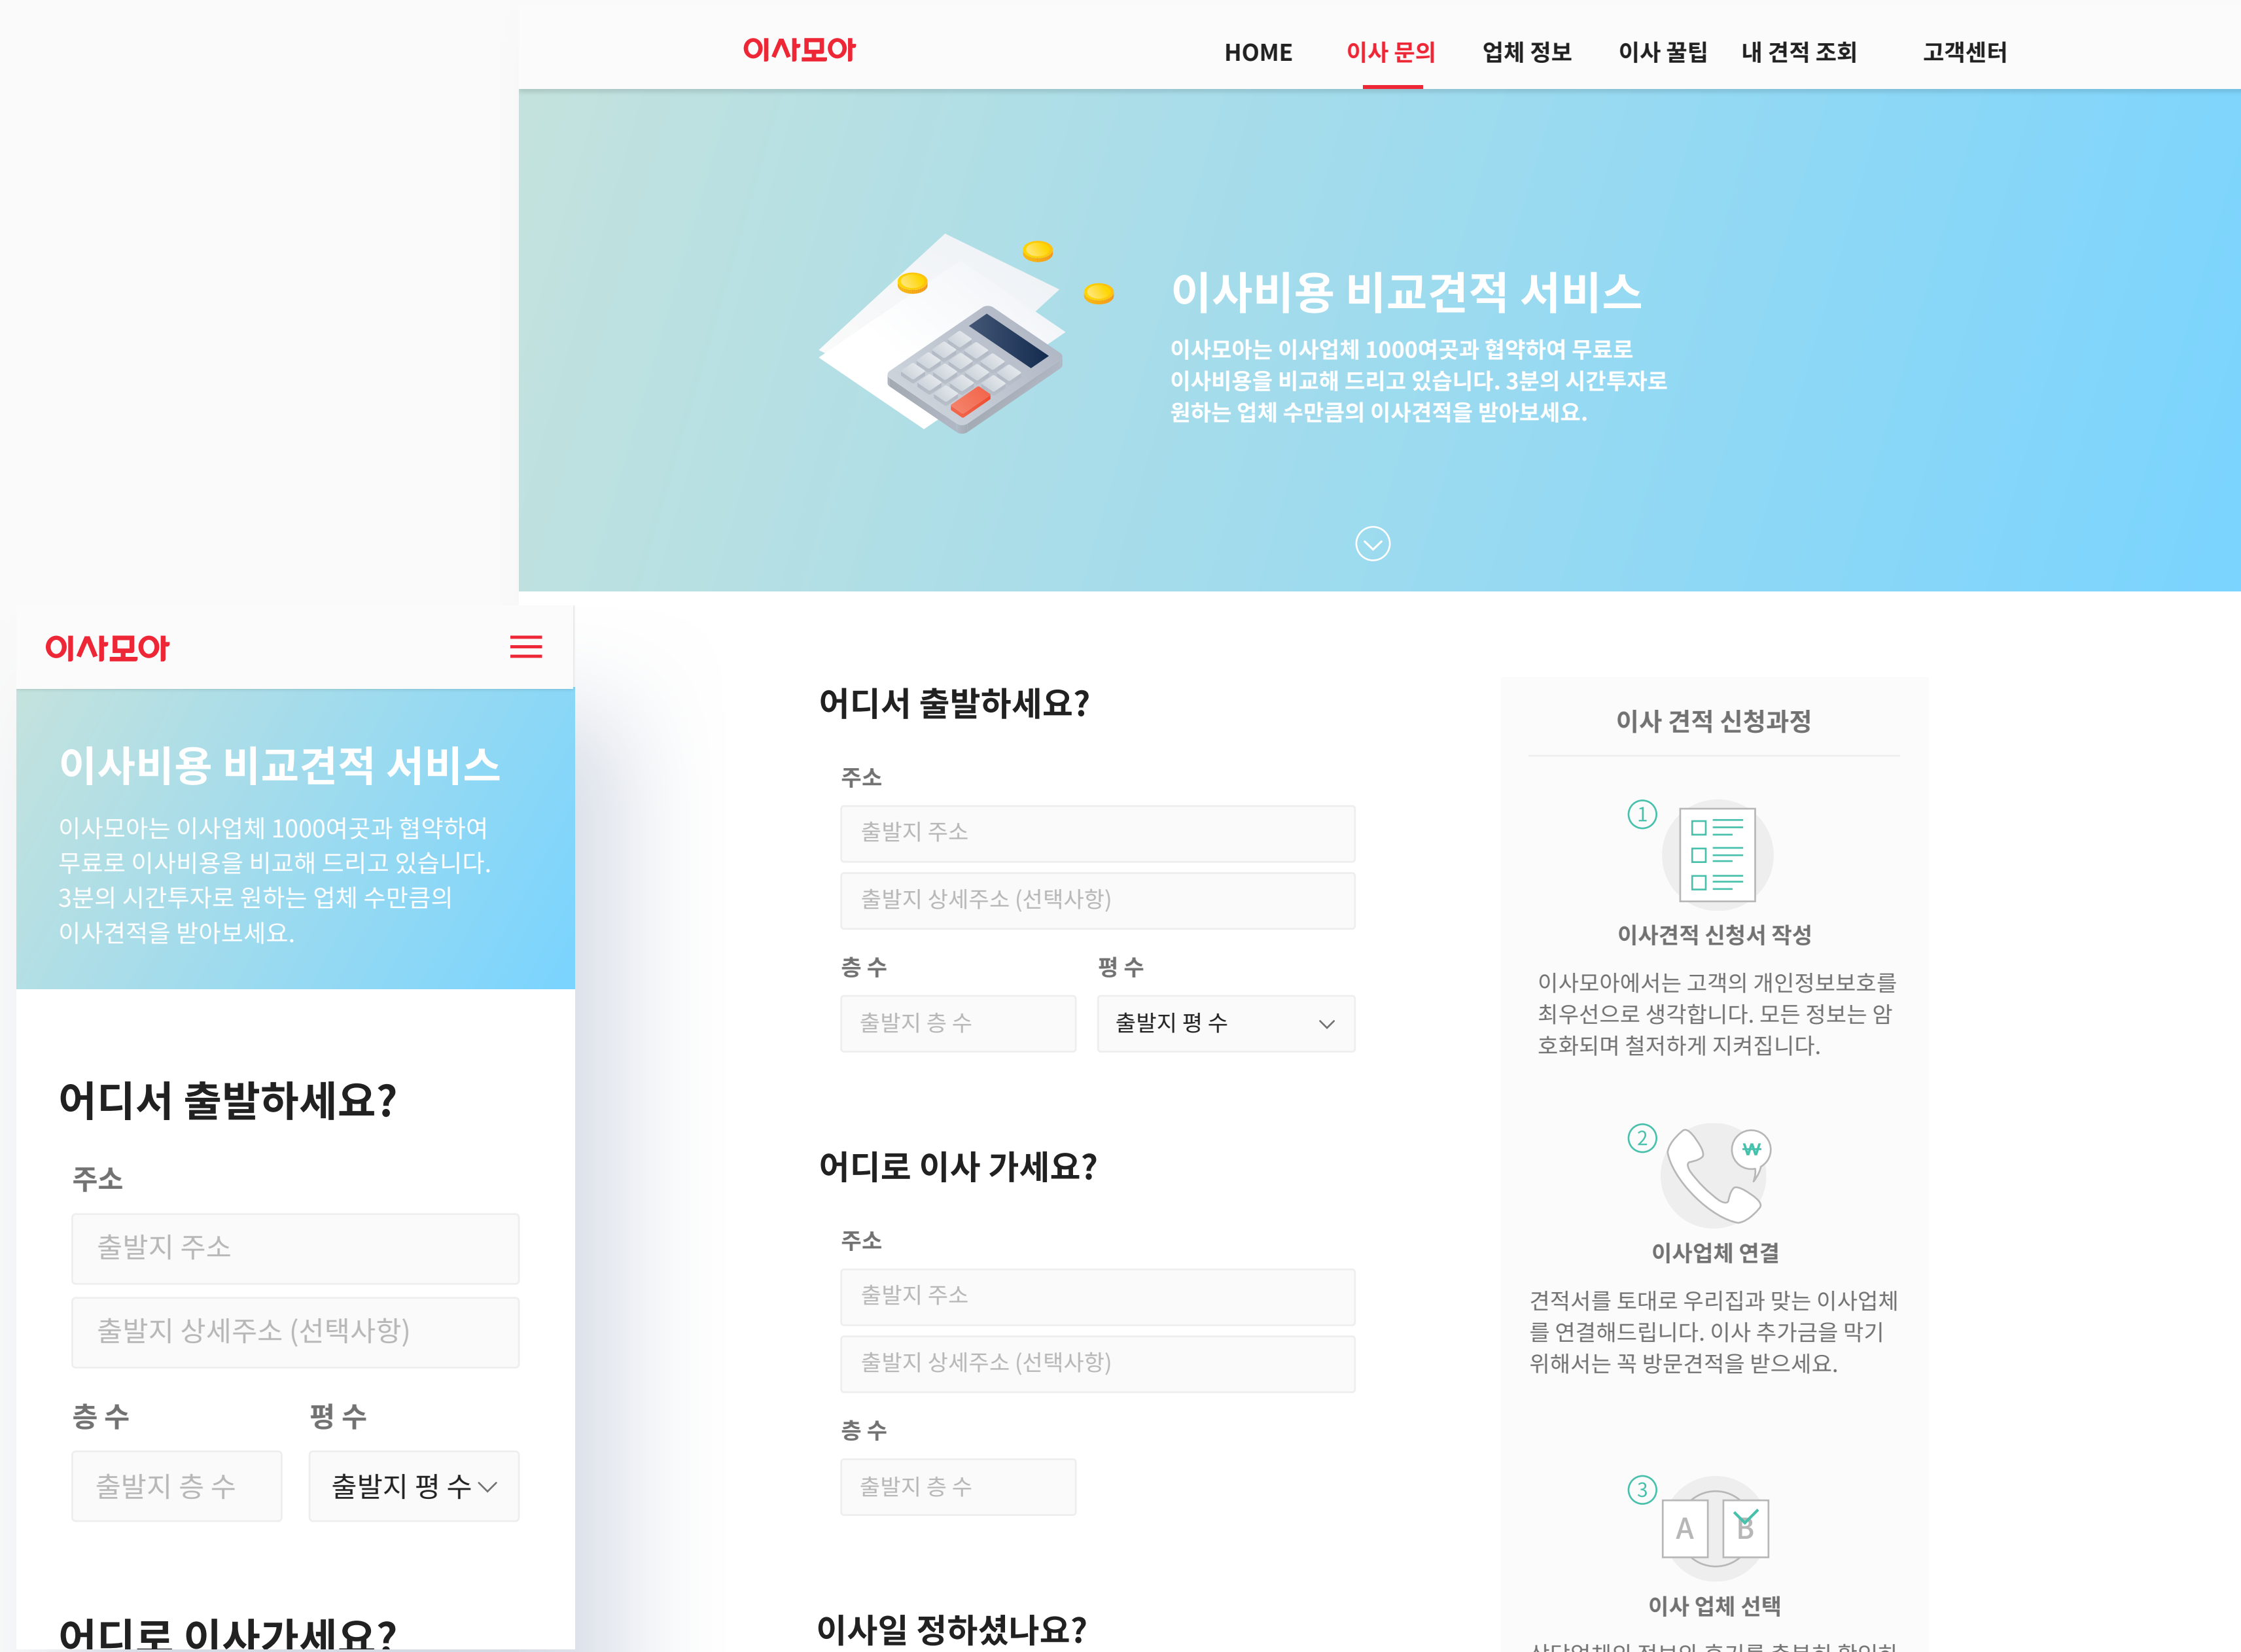 이사모아
HOME
이사 문의
업체 정보
이사 꿀팁
내 견적 조회
고객센터
이사비용 비교견적 서비스
이사모아는 이사업체 1000여곳과 협약하여 무료로
이사비용을 비교해 드리고 있습니다. 3분의 시간투자로
원하는 업체 수만큼의 이사견적을 받아보세요.
이사모아
이사비용 비교견적 서비스
이사모아는 이사업체 1000여곳과 협약하여
무료로 이사비용을 비교해 드리고 있습니다.
3분의 시간투자로 원하는 업체 수만큼의
이사견적을 받아보세요.
어디서 출발하세요?
주소
출발지 주소
출발지 상세주소 (선택사항)
층 수
평 수
출발지 층 수
출발지 평 수
어디로 이사가세요?
어디서 출발하세요?
주소
출발지 주소
출발지 상세주소 (선택사항)
층 수
평 수
출발지 층 수
출발지 평 수
어디로 이사 가세요?
주소
출발지 주소
출발지 상세주소 (선택사항)
층 수
출발지 층 수
이사일 정하셨나요?
이사 견적 신청과정
1
이사견적 신청서 작성
이사모아에서는 고객의 개인정보보호를
최우선으로 생각합니다. 모든 정보는 암
호화되며 철저하게 지켜집니다.
2
₩
이사업체 연결
견적서를 토대로 우리집과 맞는 이사업체
를 연결해드립니다. 이사 추가금을 막기
위해서는 꼭 방문견적을 받으세요.
3
A
B
이사 업체 선택